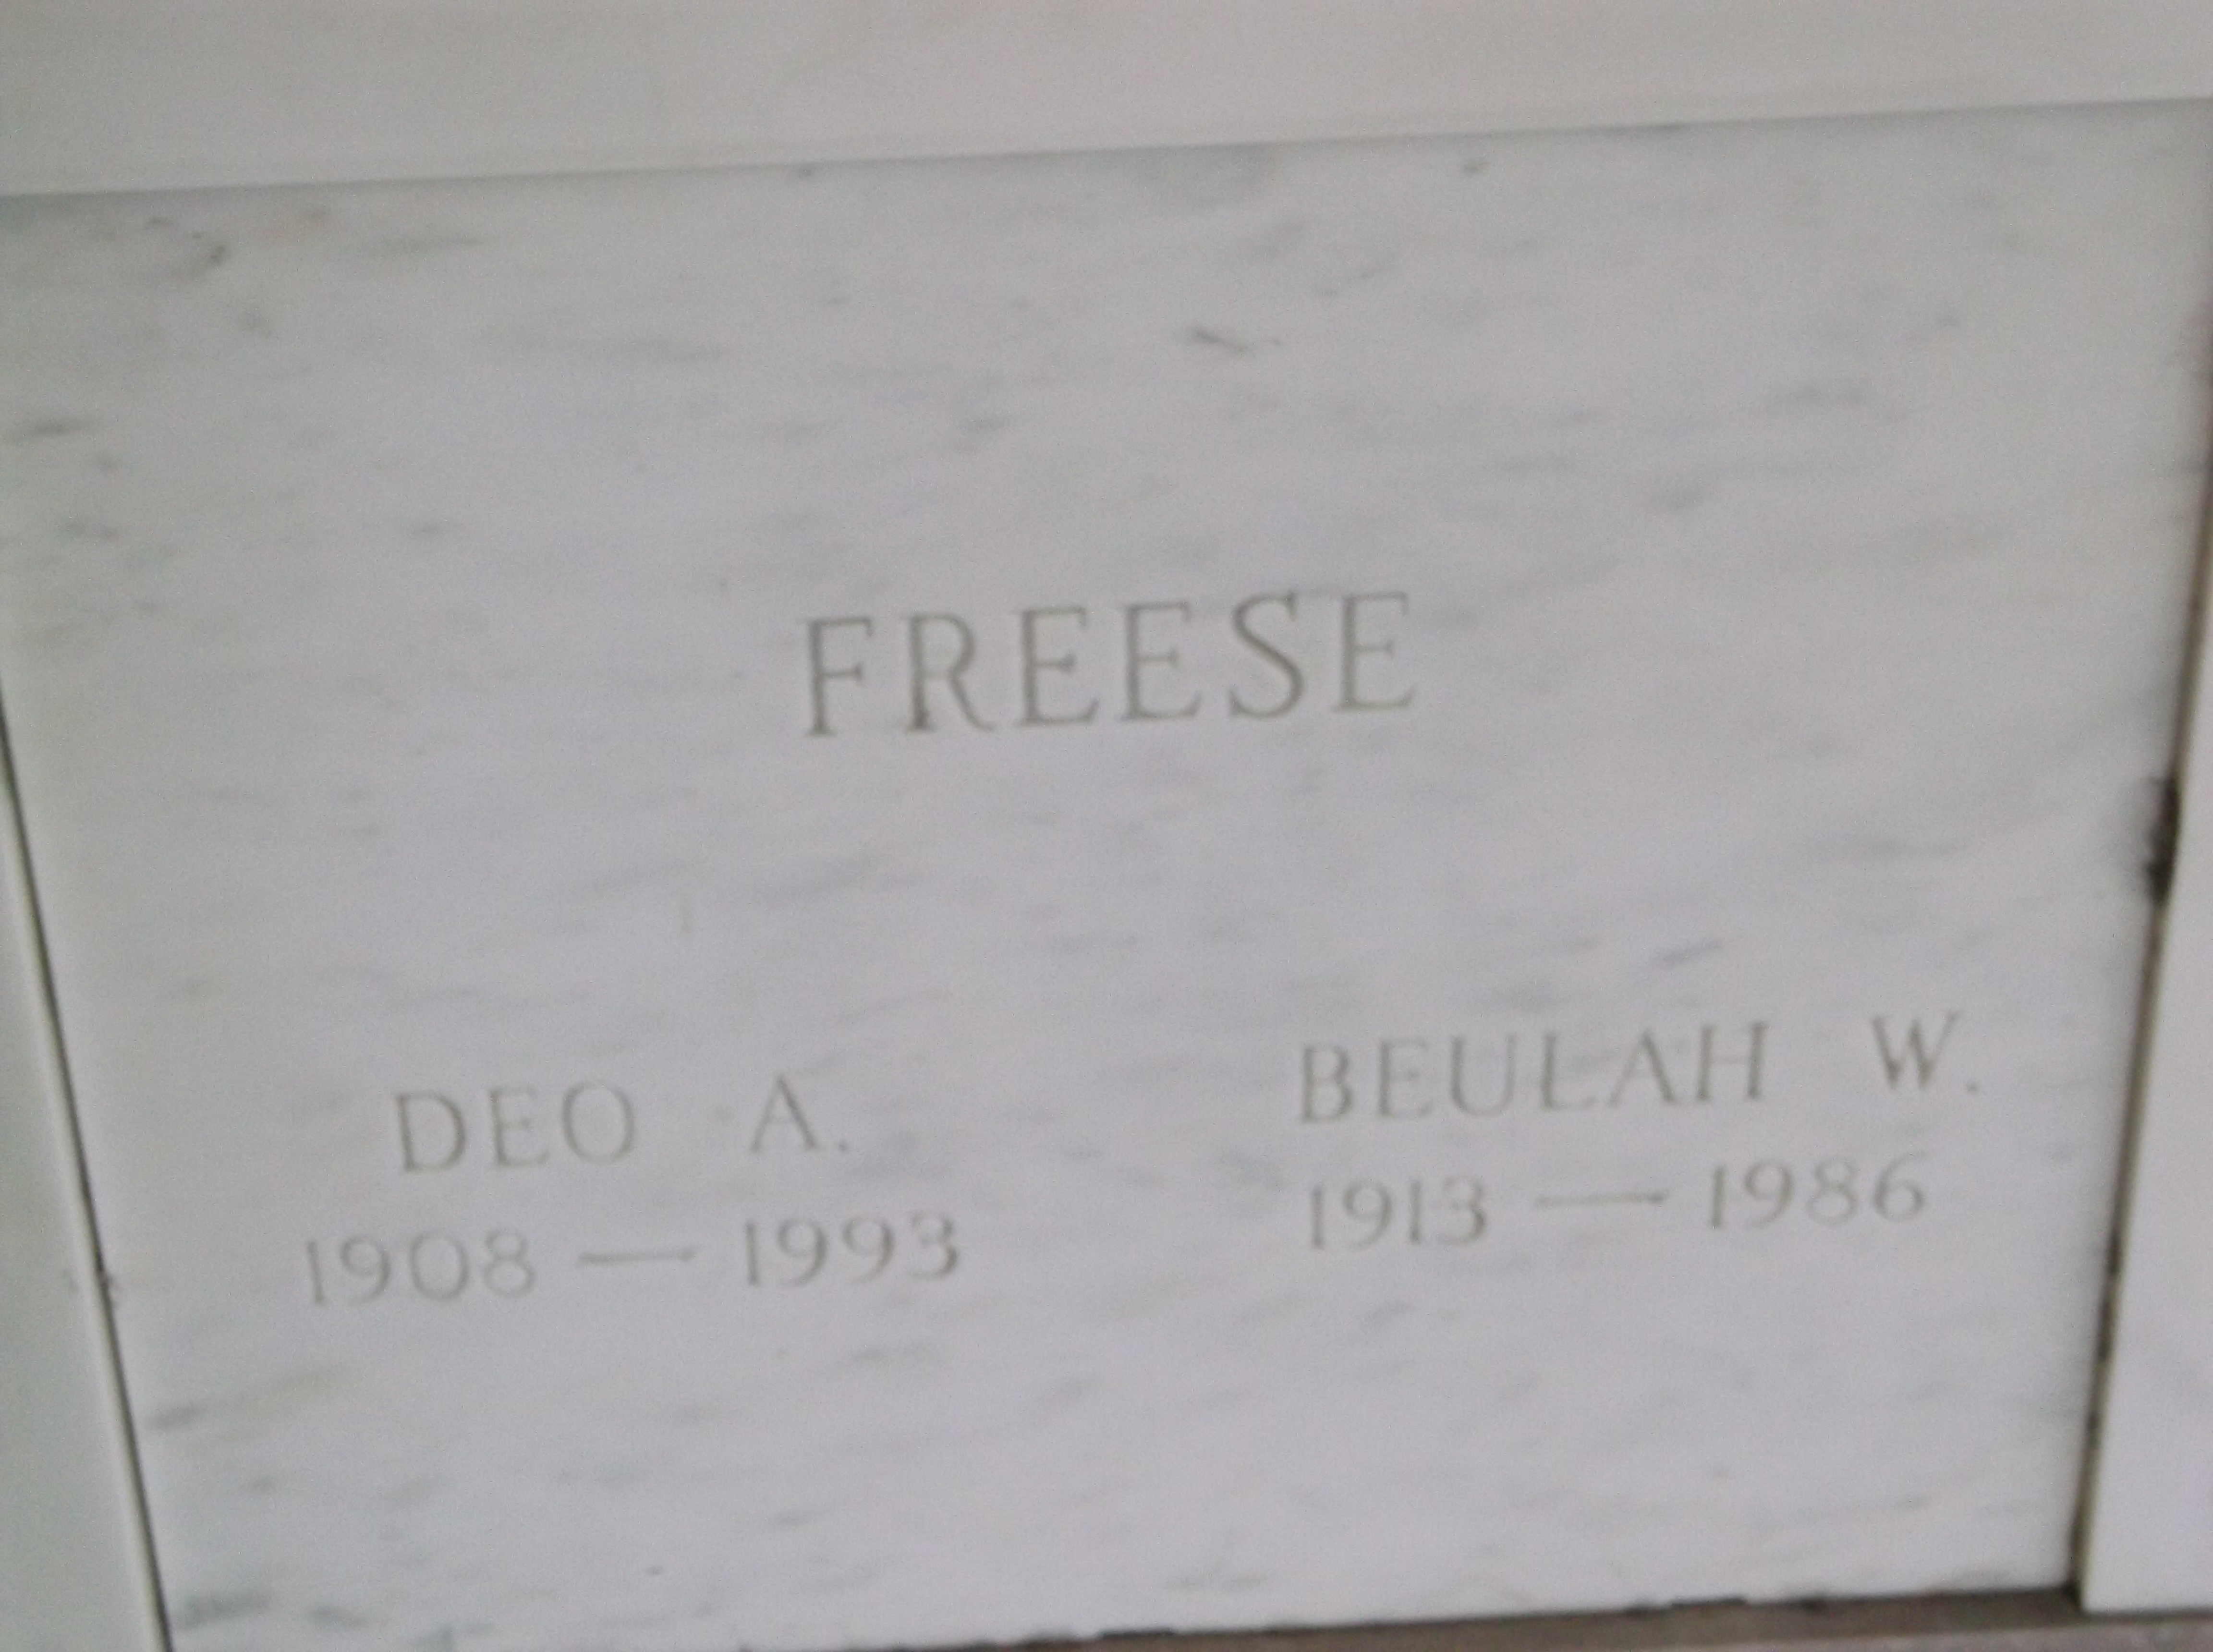 FREESE
DEO A.
1908 — 1993
BEULAH W.
1913 — 1986